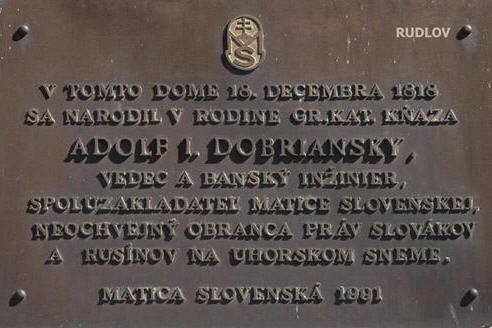 RUDLOV
V TOMTO DOME 18. DECEMBRA 1818
SA NARODIL V RODINE GR.KAT. KŇAZA
ADOLF I. DOBRIANSKY,
VEDEC A BANSKÝ INŽINIER,
SPOLUZAKLADATEĽ MATICE SLOVENSKEJ,
NEOCHVEJNÝ OBRANCA PRÁV SLOVÁKOV
A RUSÍNOV NA UHORSKOM SNEME.
MATICA SLOVENSKÁ 1991